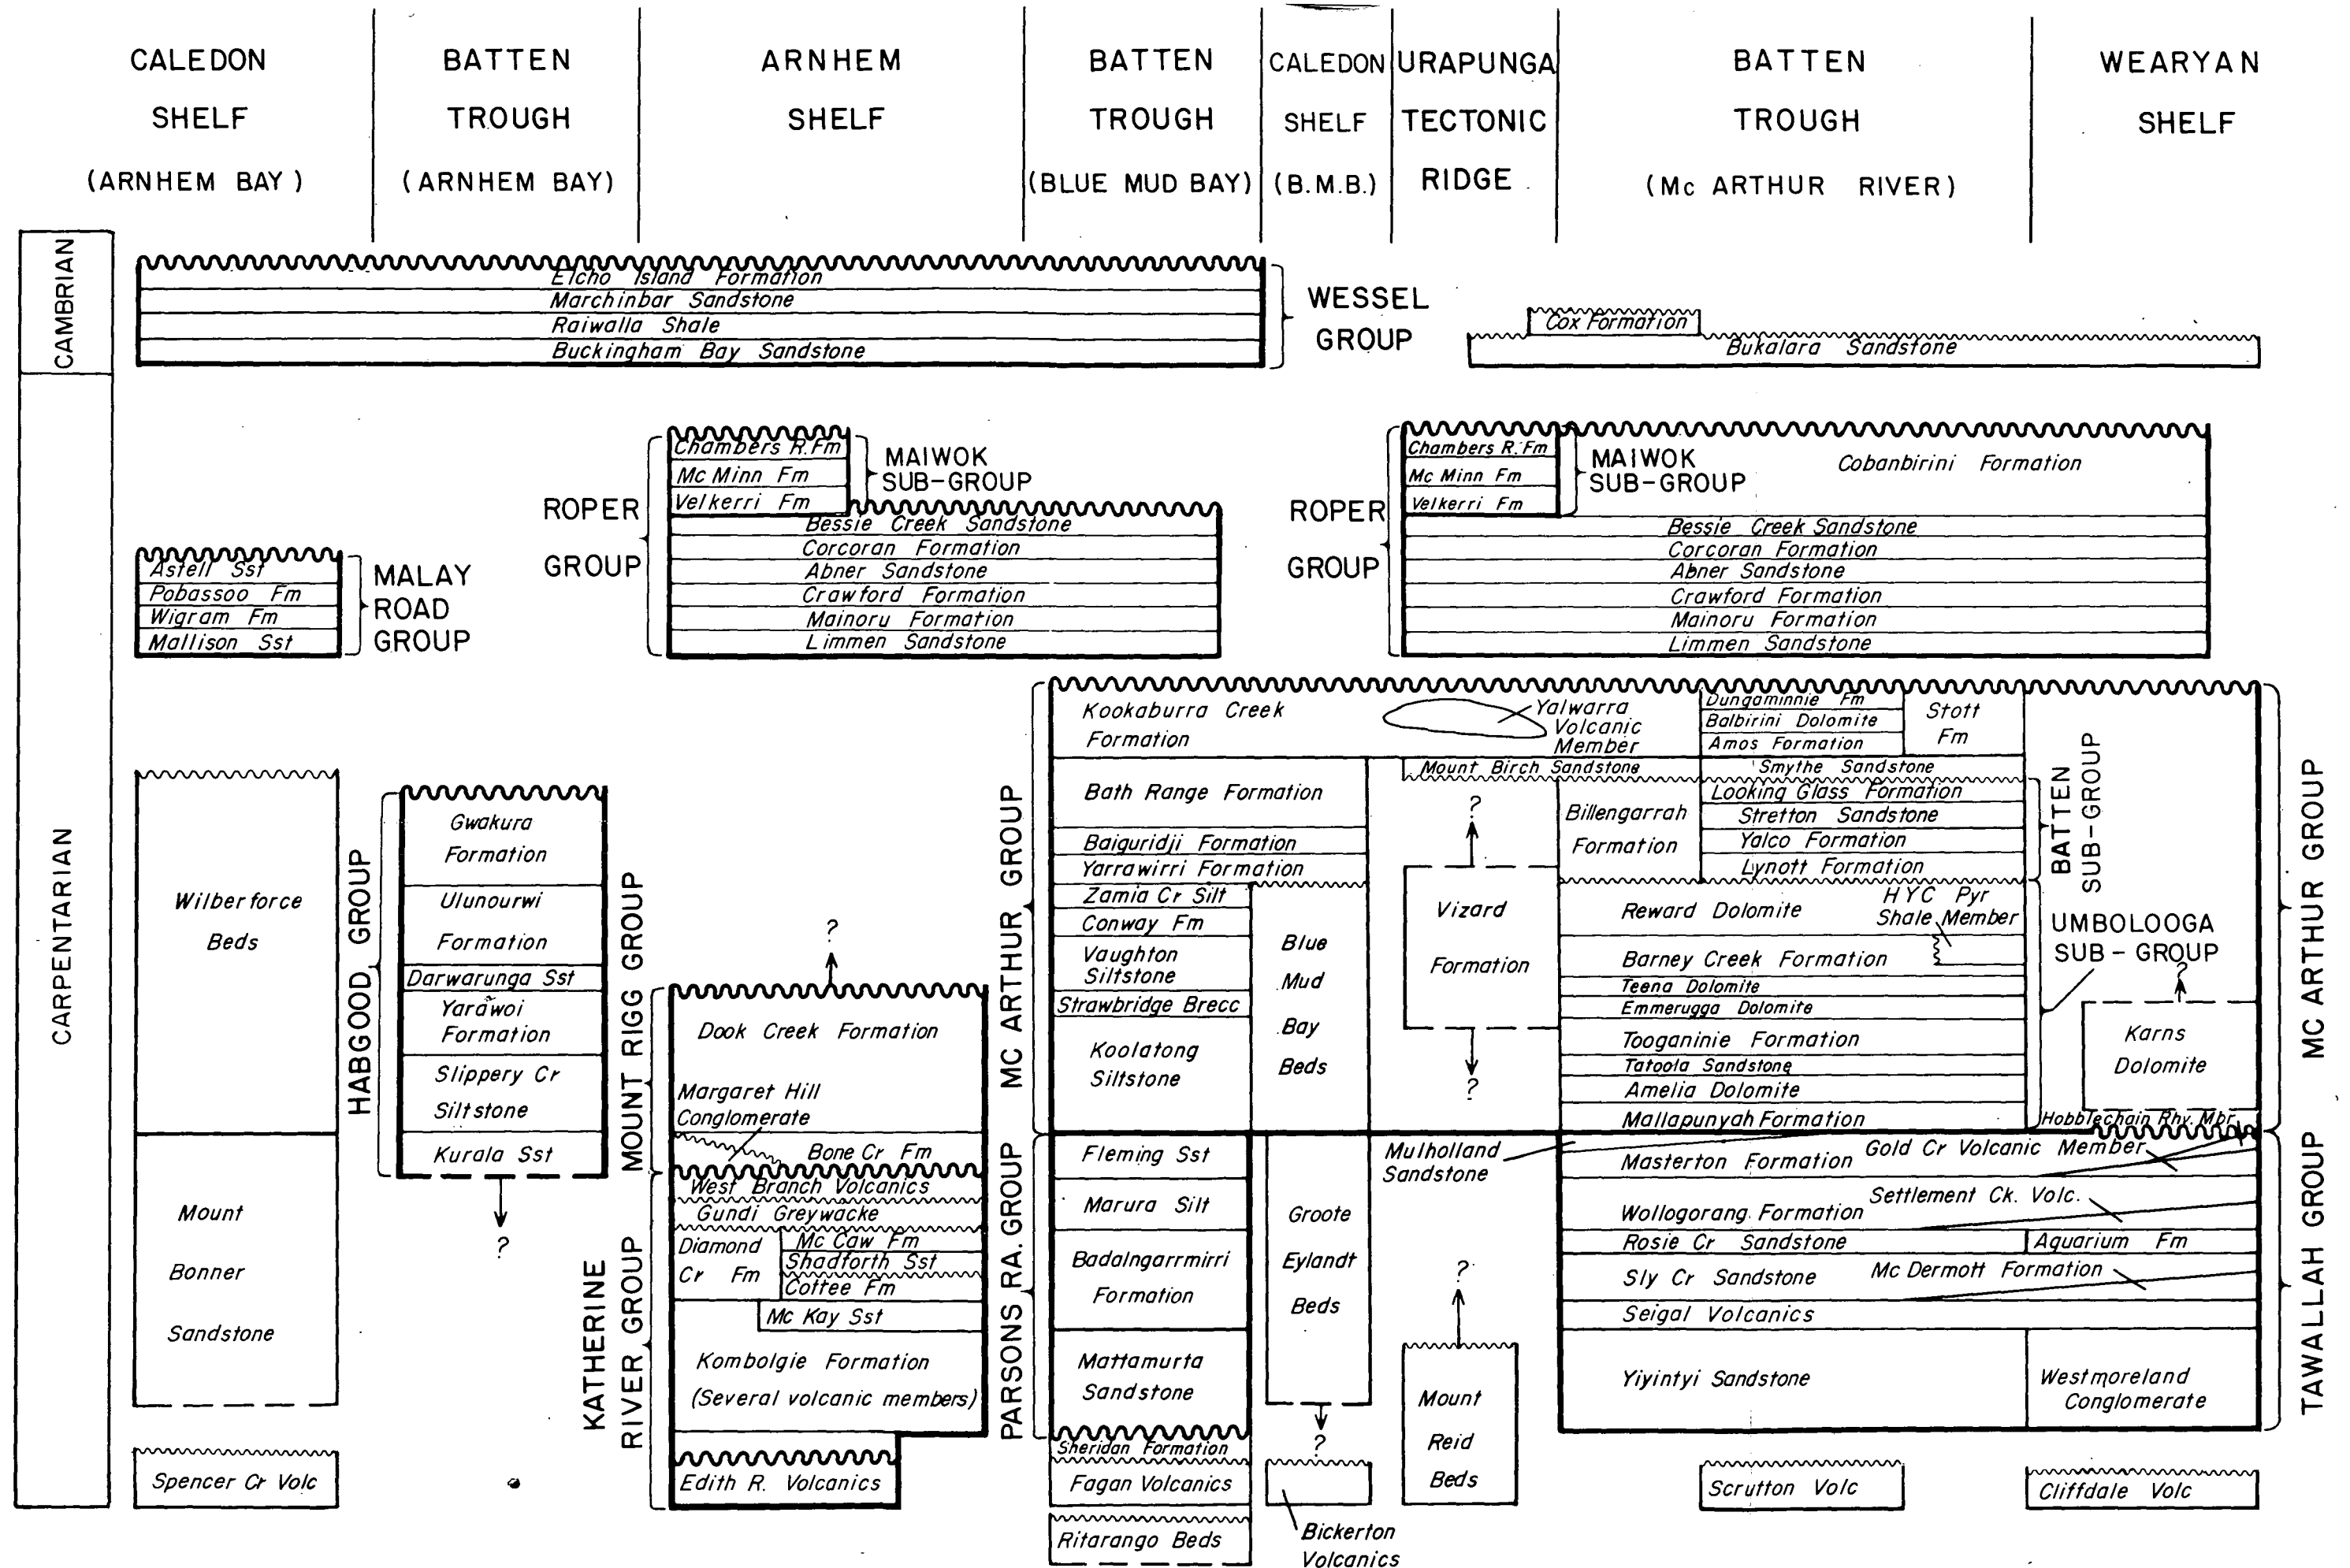 CALEDON
SHELF
(ARNHEM BAY)
BATTEN
TROUGH
(ARNHEM BAY)
ARNHEM
SHELF
BATTEN
TROUGH
(BLUE MUD BAY)
CALEDON
SHELF
(B.M.B.)
URAPUNGA
TECTONIC
RIDGE
BATTEN
TROUGH
(Mc ARTHUR RIVER)
WEARYAN
SHELF
CAMBRIAN
CARPENTARIAN
Elcho Island Formation
Marchinbar Sandstone
Raiwalla Shale
Buckingham Bay Sandstone
WESSEL
GROUP
Cox Formation
Bukalara Sandstone
Astell Sst
Pobassoo Fm
Wigram Fm
Mallison Sst
MALAY
ROAD
GROUP
ROPER
GROUP
Chambers R. Fm
Mc Minn Fm
Velkerri Fm
MAIWOK
SUB-GROUP
Bessie Creek Sandstone
Corcoran Formation
Abner Sandstone
Crawford Formation
Mainoru Formation
Limmen Sandstone
ROPER
GROUP
Chambers R. Fm
Mc Minn Fm
Velkerri Fm
MAIWOK
SUB-GROUP
Cobanbirini Formation
Bessie Creek Sandstone
Corcoran Formation
Abner Sandstone
Crawford Formation
Mainoru Formation
Limmen Sandstone
Wilberforce
Beds
Mount
Bonner
Sandstone
Spencer Cr Volc
HABGOOD GROUP
Gwakura
Formation
Ulunourwi
Formation
Darwarunga Sst
Yarawoi
Formation
Slippery Cr
Siltstone
Kurala Sst
?
MOUNT RIGG GROUP
?
Dook Creek Formation
Margaret Hill
Conglomerate
Bone Cr Fm
KATHERINE
RIVER GROUP
West Branch Volcanics
Gundi Greywacke
Diamond
Cr Fm
Mc Caw Fm
Shadforth Sst
Cottee Fm
Mc Kay Sst
Kombolgie Formation
(Several volcanic members)
Edith R. Volcanics
MC ARTHUR GROUP
Kookaburra Creek
Formation
Yalwarra
Volcanic
Member
Bath Range Formation
Baiguridji Formation
Yarrawirri Formation
Zamia Cr Silt
Conway Fm
Vaughton
Siltstone
Strawbridge Brecc
Koolatong
Siltstone
Blue
Mud
Bay
Beds
PARSONS RA. GROUP
Fleming Sst
Marura Silt
Badalngarrmirri
Formation
Mattamurta
Sandstone
Sheridan Formation
Fagan Volcanics
Ritarango Beds
Groote
Eylandt
Beds
?
Bickerton
Volcanics
Mount Birch Sandstone
?
Vizard
Formation
?
Mulholland
Sandstone
?
Mount
Reid
Beds
Dungaminnie Fm
Balbirini Dolomite
Amos Formation
Stott
Fm
Smythe Sandstone
Billengarrah
Formation
Looking Glass Formation
Stretton Sandstone
Yalco Formation
Lynott Formation
BATTEN
SUB-GROUP
Reward Dolomite
HYC Pyr
Shale Member
Barney Creek Formation
Teena Dolomite
Emmerugga Dolomite
Tooganinie Formation
Tatoola Sandstone
Amelia Dolomite
Mallapunyah Formation
UMBOLOOGA
SUB-GROUP
?
Karns
Dolomite
MC ARTHUR GROUP
Hobblechain Rhy. Mbr
Masterton Formation
Gold Cr Volcanic Member
Wollogorang Formation
Settlement Ck. Volc.
Rosie Cr Sandstone
Aquarium Fm
Sly Cr Sandstone
Mc Dermott Formation
Seigal Volcanics
Yiyintyi Sandstone
Westmoreland
Conglomerate
TAWALLAH GROUP
Scrutton Volc
Cliffdale Volc